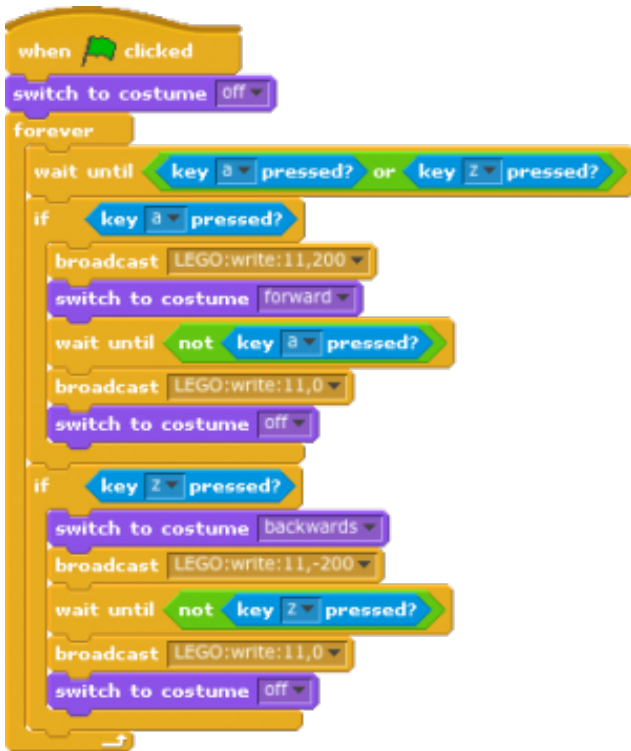 when clicked
switch to costume off
forever
wait until key a pressed? or key z pressed?
if key a pressed?
broadcast LEGO:write:11,200
switch to costume forward
wait until not key a pressed?
broadcast LEGO:write:11,0
switch to costume off
if key z pressed?
switch to costume backwards
broadcast LEGO:write:11,-200
wait until not key z pressed?
broadcast LEGO:write:11,0
switch to costume off